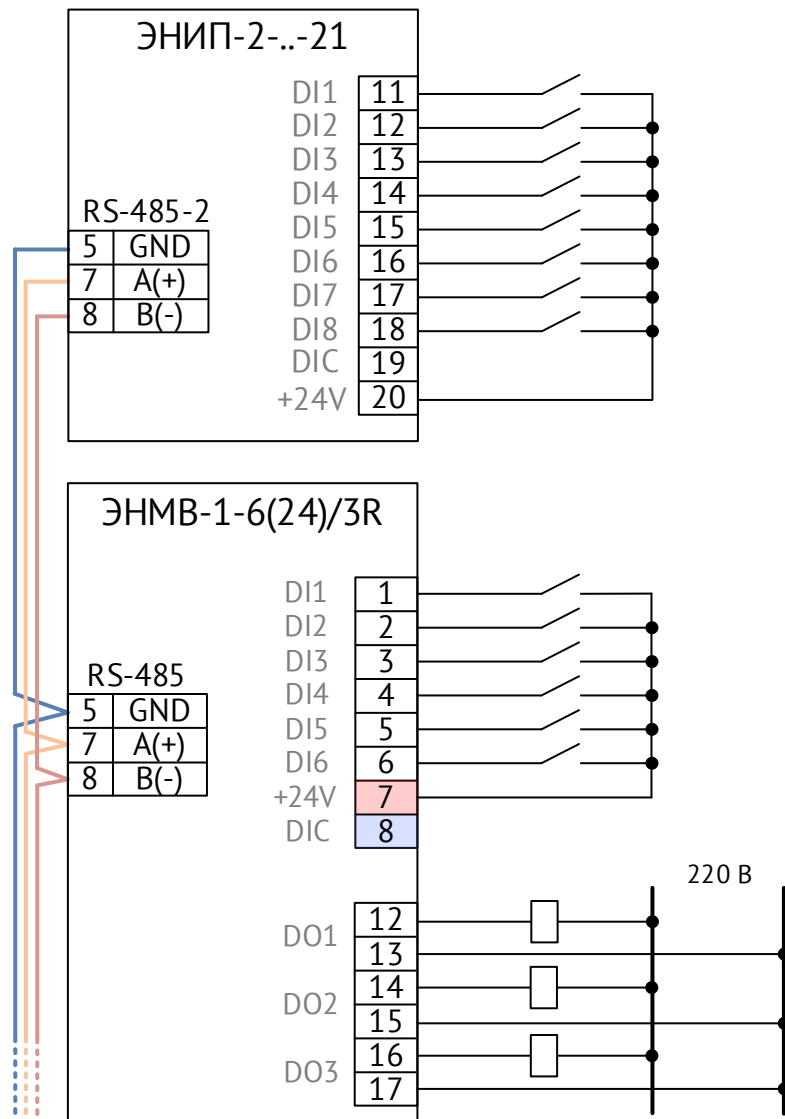 ЭНИП-2-..-21
DI1 11
DI2 12
DI3 13
DI4 14
DI5 15
DI6 16
DI7 17
DI8 18
DIC 19
+24V 20
RS-485-2
5 GND
7 A(+)
8 B(-)
ЭНМВ-1-6(24)/3R
DI1 1
DI2 2
DI3 3
DI4 4
DI5 5
DI6 6
+24V 7
DIC 8
RS-485
5 GND
7 A(+)
8 B(-)
220 В
DO1 12
13
DO2 14
15
DO3 16
17